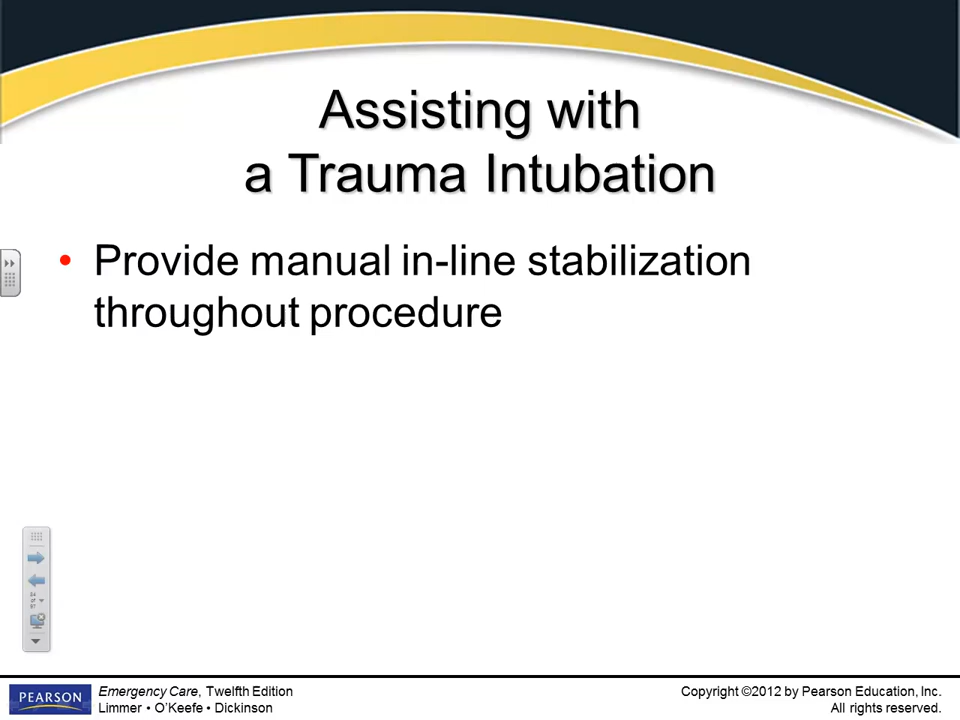 Assisting with
a Trauma Intubation
• Provide manual in-line stabilization
throughout procedure
PEARSON
Emergency Care, Twelfth Edition
Limmer • O’Keefe • Dickinson
Copyright ©2012 by Pearson Education, Inc.
All rights reserved.